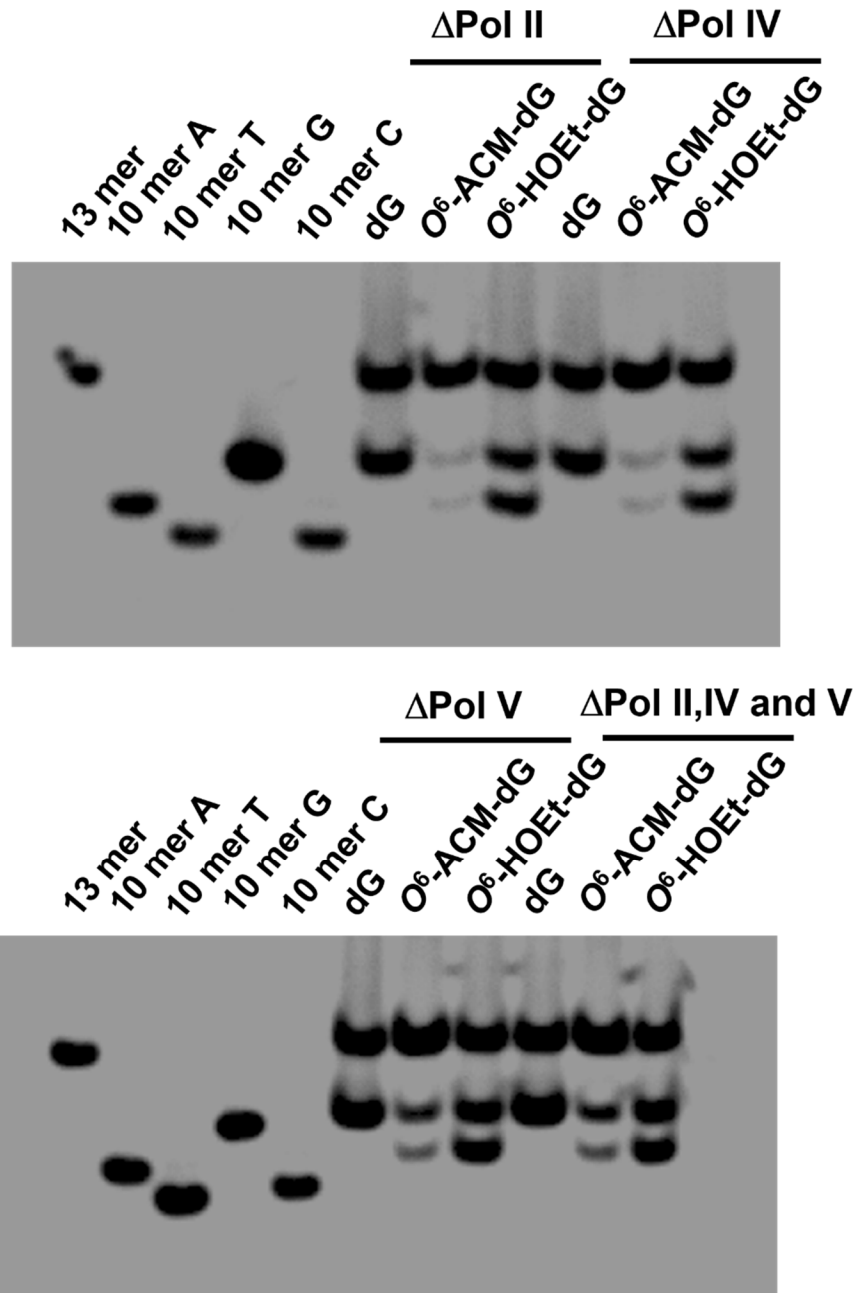 ΔPol II ΔPol IV
13 mer 10 mer A 10 mer T 10 mer G 10 mer C dG O⁶-ACM-dG O⁶-HOEt-dG dG O⁶-ACM-dG O⁶-HOEt-dG
ΔPol V ΔPol II,IV and V
13 mer 10 mer A 10 mer T 10 mer G 10 mer C dG O⁶-ACM-dG O⁶-HOEt-dG dG O⁶-ACM-dG O⁶-HOEt-dG